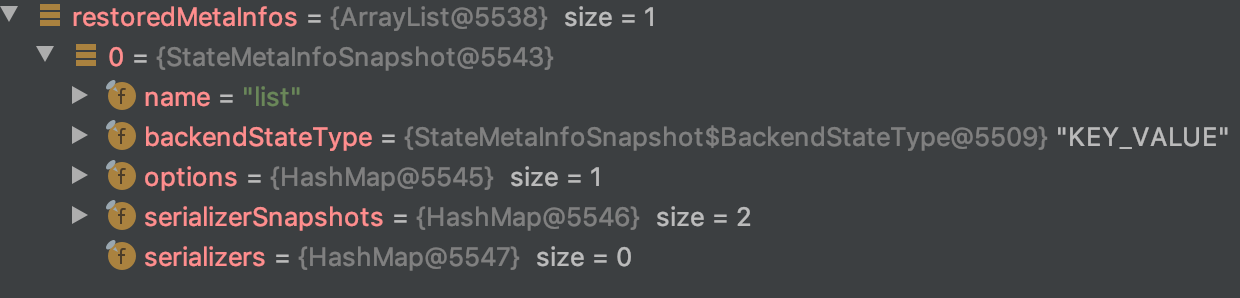 restoredMetaInfos = {ArrayList@5538} size = 1
0 = {StateMetaInfoSnapshot@5543}
f name = "list"
f backendStateType = {StateMetaInfoSnapshot$BackendStateType@5509} "KEY_VALUE"
f options = {HashMap@5545} size = 1
f serializerSnapshots = {HashMap@5546} size = 2
f serializers = {HashMap@5547} size = 0